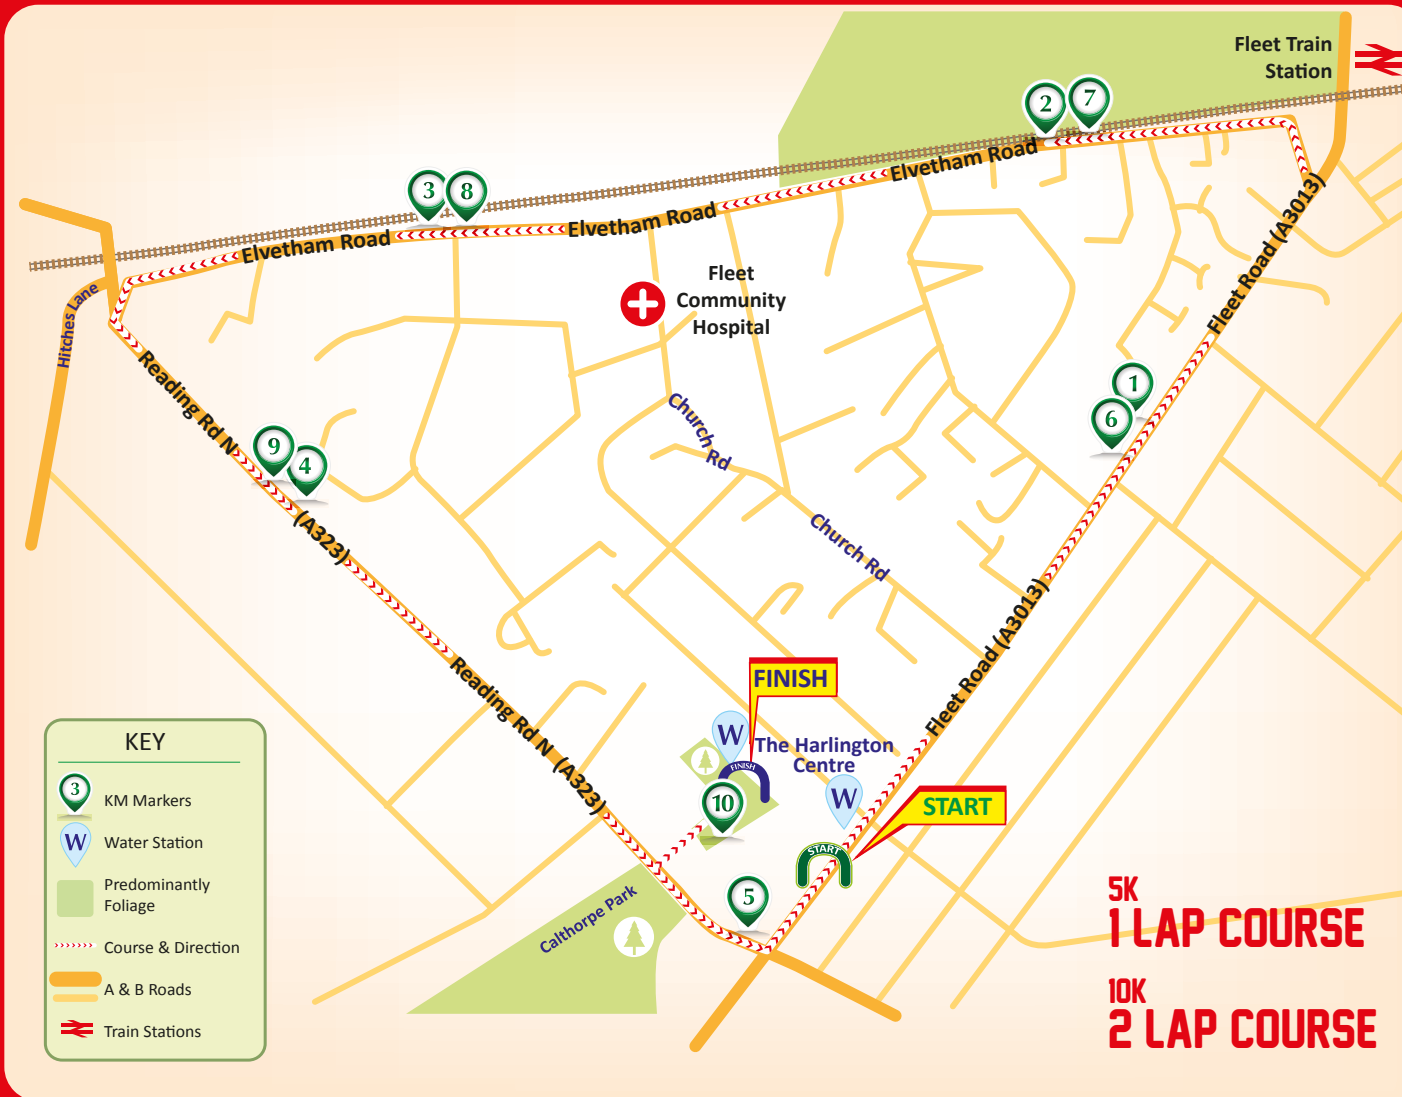 Fleet Train
Station
2
7
Elvetham Road
3
8
Elvetham Road
Elvetham Road
Fleet Road (A3013)
Hitches Lane
Fleet
Community
Hospital
Reading Rd N
1
6
Church
Rd
9
4
(A323)
Church Rd
Fleet Road (A3013)
FINISH
Reading Rd N (A323)
W
The Harlington
Centre
FINISH
W
10
START
START
5
Calthorpe Park
KEY
3
KM Markers
W
Water Station
Predominantly
Foliage
Course & Direction
A & B Roads
Train Stations
5K
1 LAP COURSE
10K
2 LAP COURSE